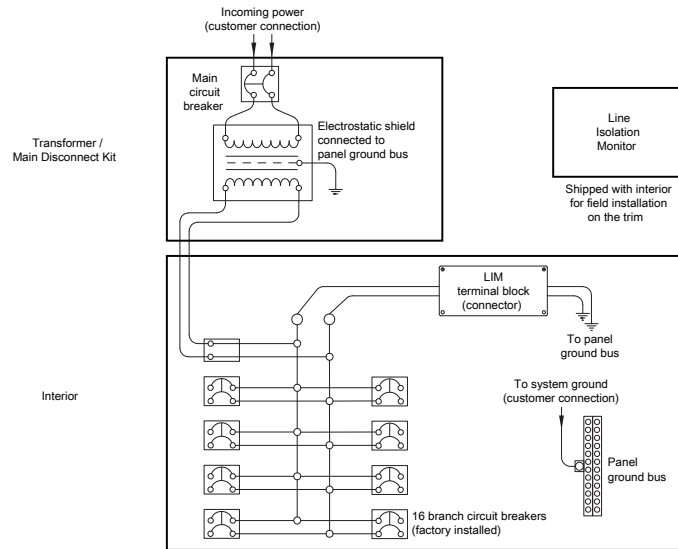 Incoming power
(customer connection)
Main
circuit
breaker
Electrostatic shield
connected to
panel ground bus
Transformer /
Main Disconnect Kit
Line
Isolation
Monitor
Shipped with interior
for field installation
on the trim
LIM
terminal block
(connector)
To panel
ground bus
Interior
To system ground
(customer connection)
Panel
ground bus
16 branch circuit breakers
(factory installed)